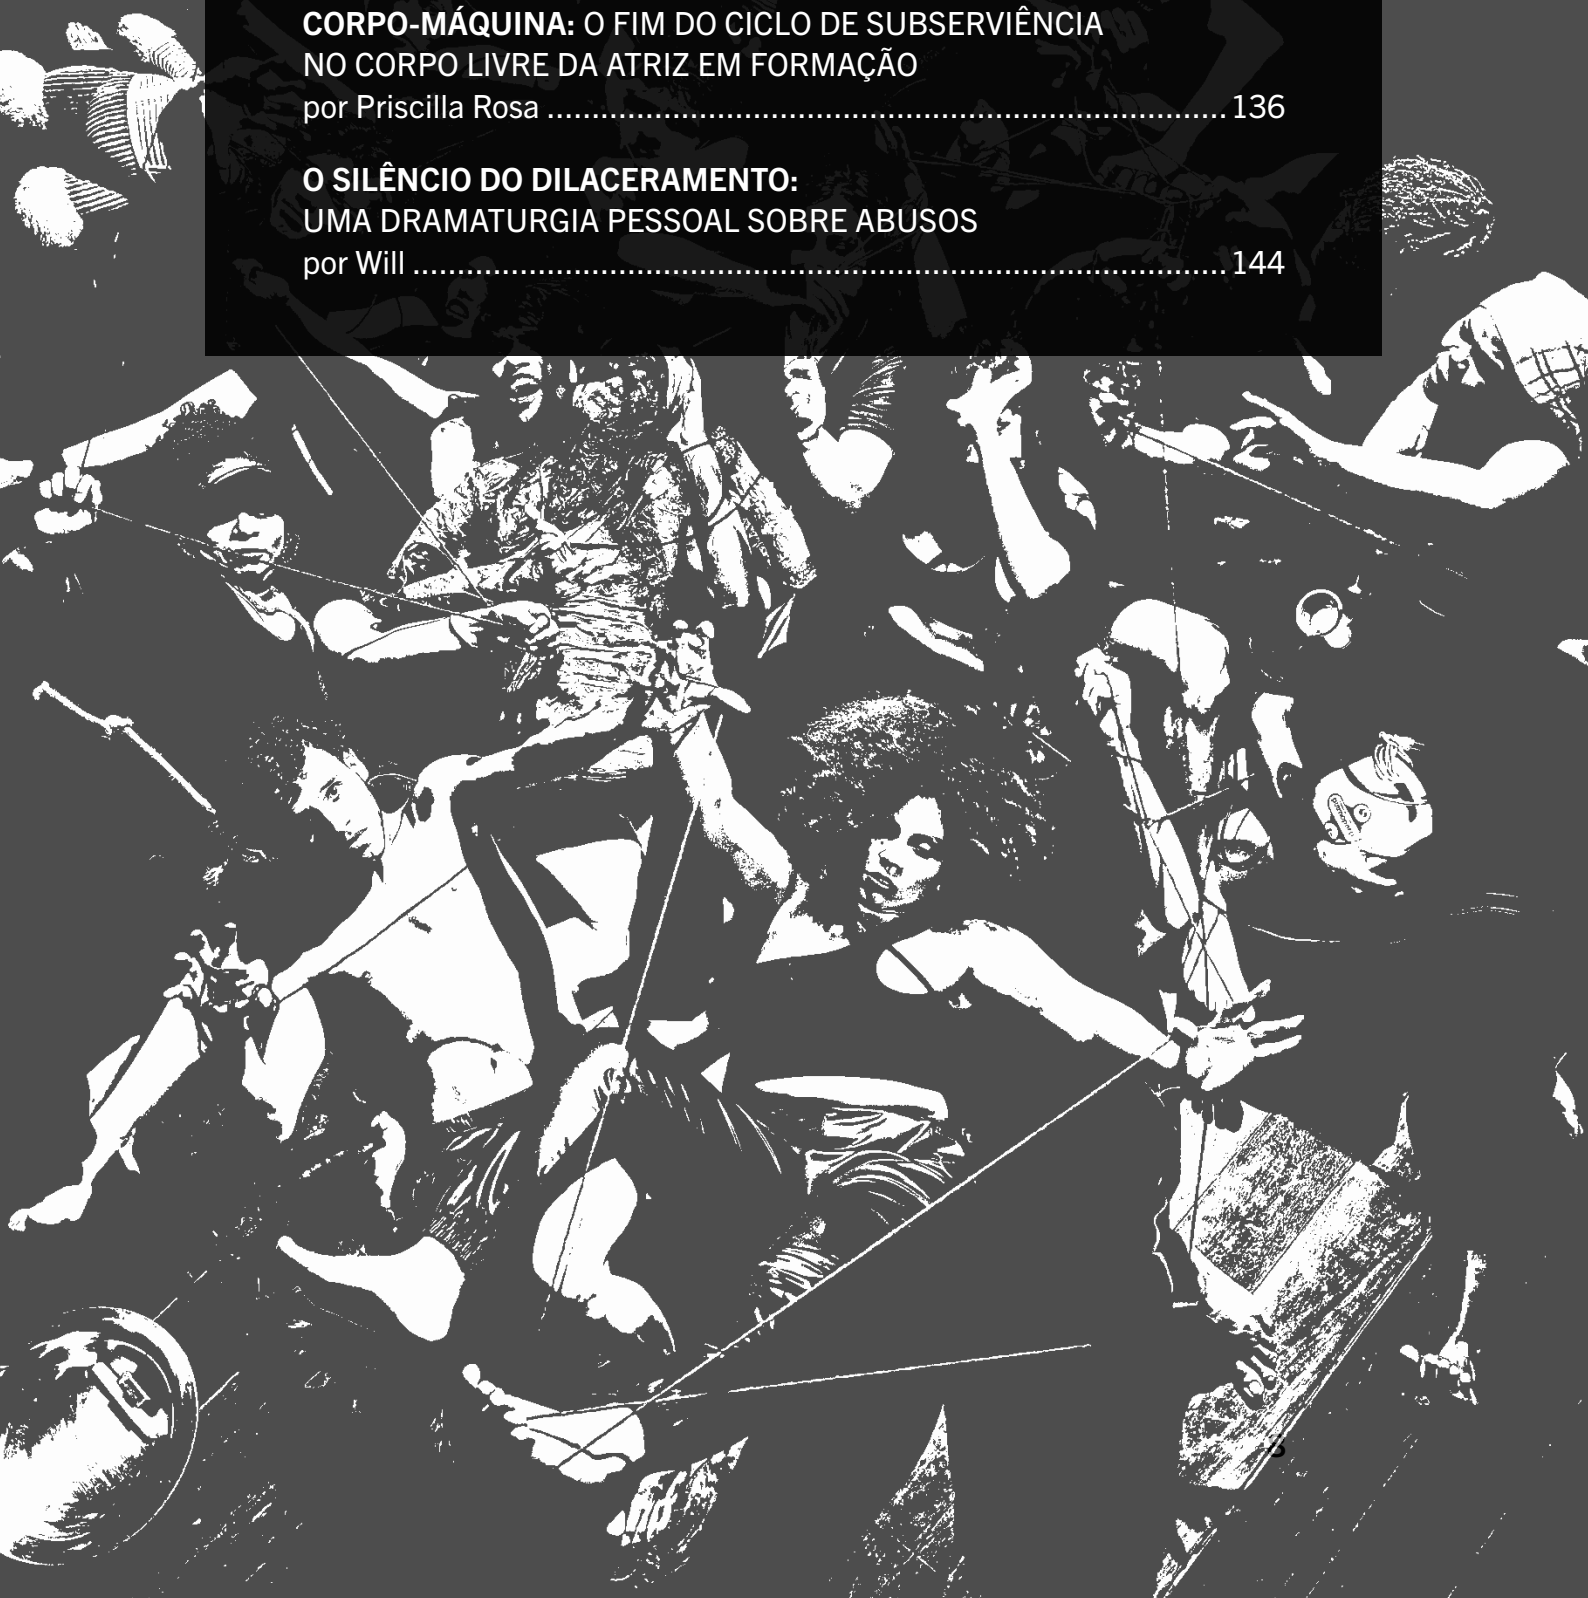 CORPO-MÁQUINA: O FIM DO CICLO DE SUBSERVIÊNCIA
NO CORPO LIVRE DA ATRIZ EM FORMAÇÃO
por Priscilla Rosa ........................................................................... 136
O SILÊNCIO DO DILACERAMENTO:
UMA DRAMATURGIA PESSOAL SOBRE ABUSOS
por Will .......................................................................................... 144